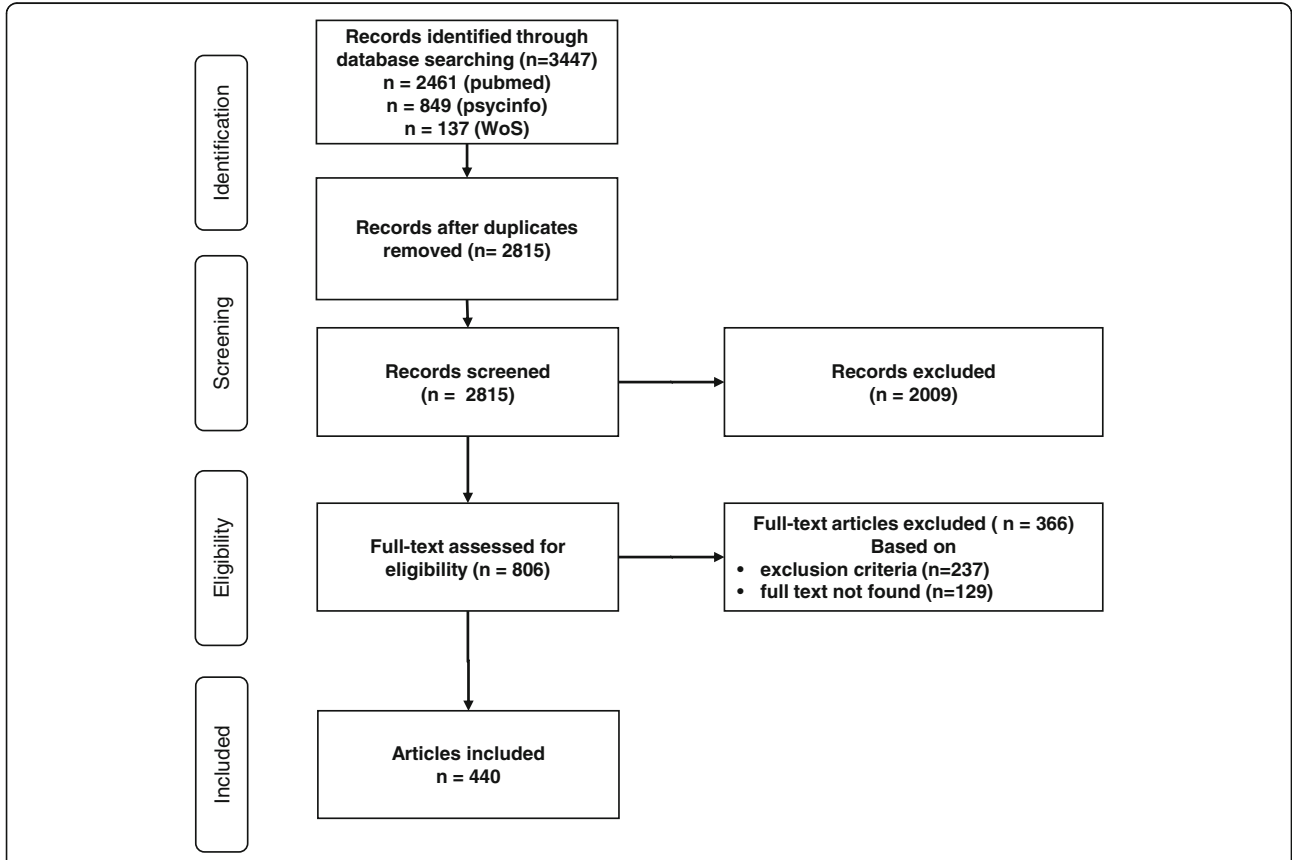 Identification
Records identified through
database searching (n=3447)
n = 2461 (pubmed)
n = 849 (psycinfo)
n = 137 (WoS)
Records after duplicates
removed (n= 2815)
Screening
Records screened
(n =  2815)
Records excluded
(n = 2009)
Eligibility
Full-text assessed for
eligibility (n = 806)
Full-text articles excluded ( n = 366)
Based on
• exclusion criteria (n=237)
• full text not found (n=129)
Included
Articles included
n = 440